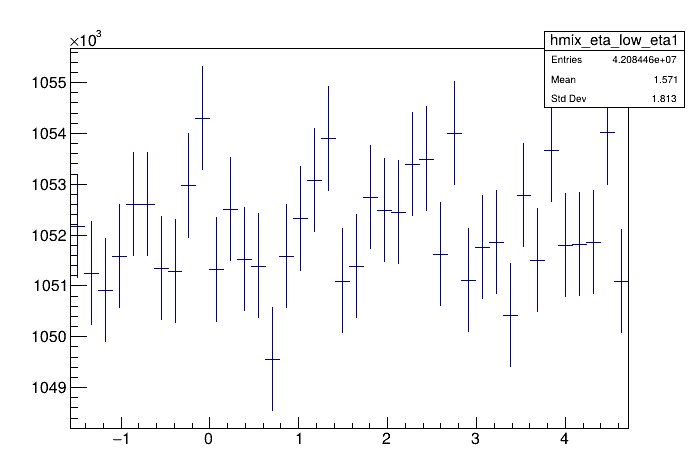 ×10³
hmix_eta_low_eta1
Entries 4.208446e+07
Mean 1.571
Std Dev 1.813
1055
1054
1053
1052
1051
1050
1049
−1 0 1 2 3 4